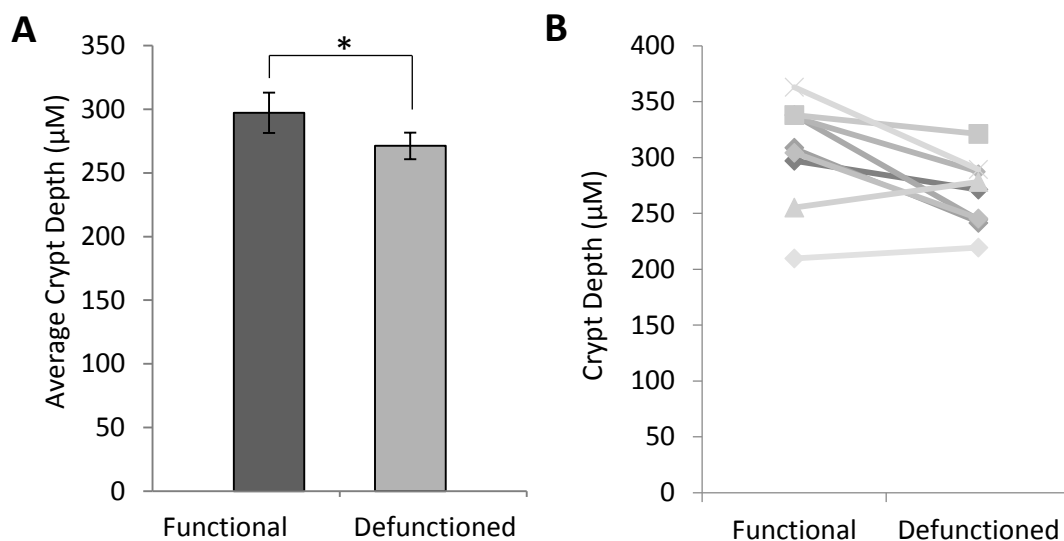 A
Average Crypt Depth (µM)
350
300
250
200
150
100
50
0
*
Functional
Defunctioned
B
Crypt Depth (µM)
400
350
300
250
200
150
100
50
0
Functional
Defunctioned